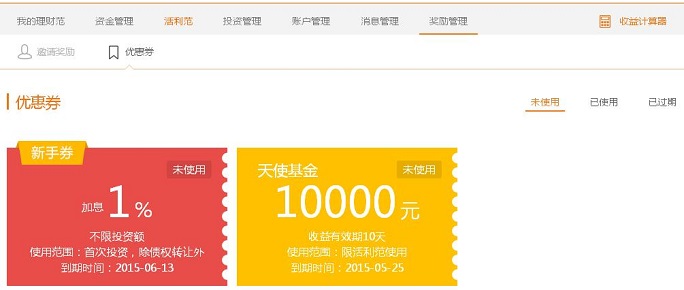 我的理财范 资金管理 活利范 投资管理 账户管理 消息管理 奖励管理 收益计算器
邀请奖励 优惠券
优惠券 未使用 已使用 已过期
新手券
未使用
加息1%
不限投资额
使用范围：首次投资，除债权转让外
到期时间：2015-06-13
天使基金 未使用
10000元
收益有效期10天
使用范围：限活利范使用
到期时间：2015-05-25